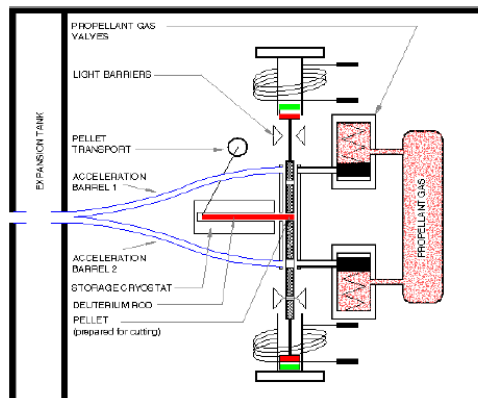 PROPELLANT GAS
VALVES
LIGHT BARRIERS
PELLET
TRANSPORT
ACCELERATION
BARREL 1
EXPANSION TANK
PROPELLANT GAS
ACCELERATION
BARREL 2
STORAGE CRYOSTAT
DEUTERIUM ROD
PELLET
(prepared for cutting)